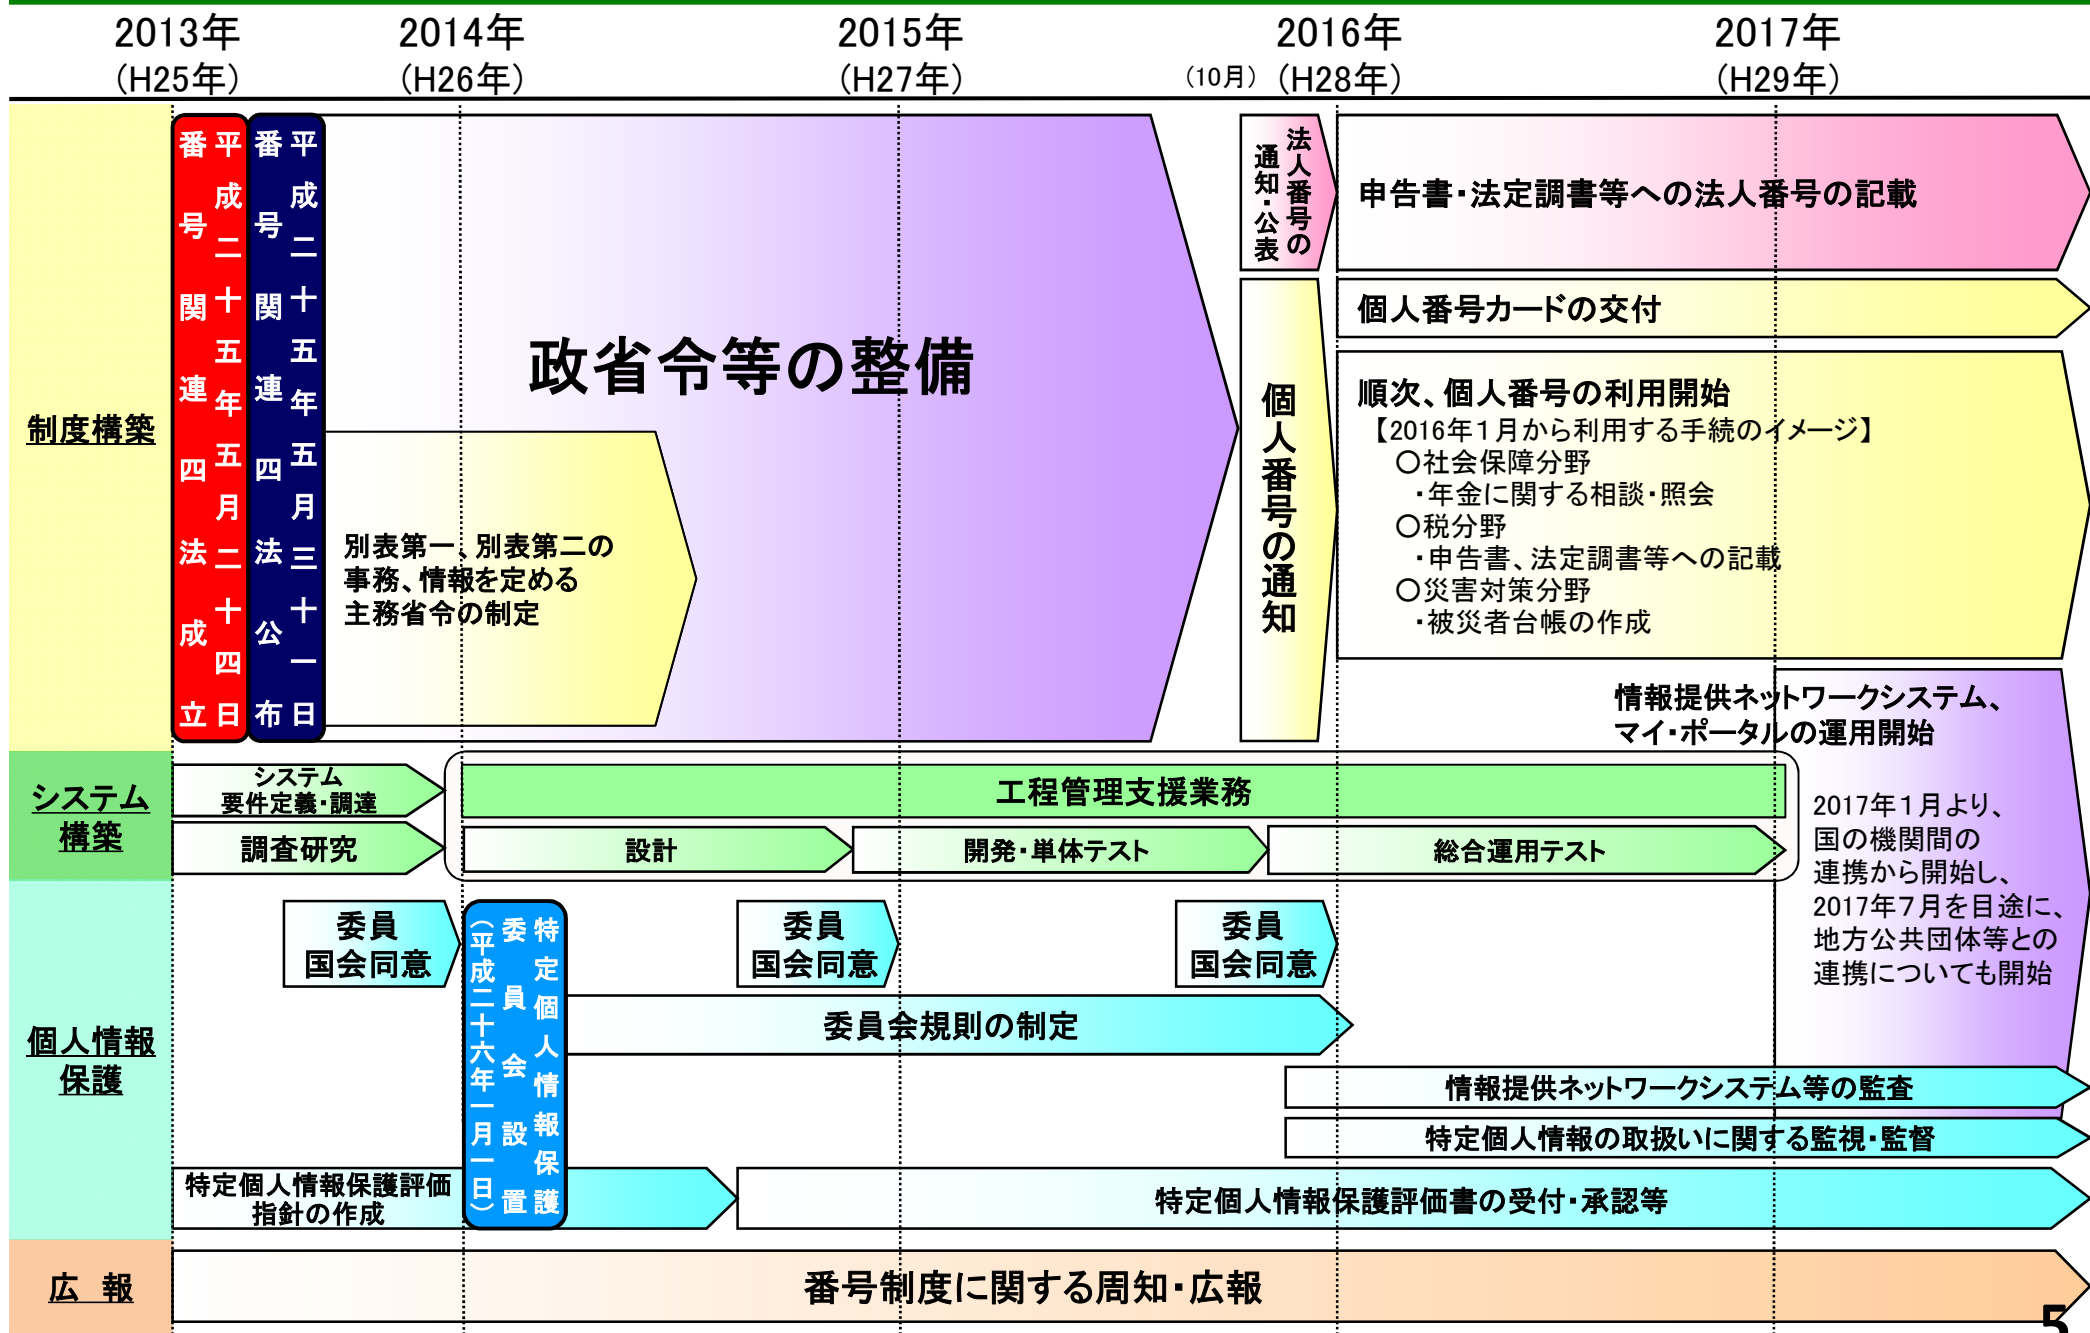 2013年
(H25年)
2014年
(H26年)
2015年
(H27年)
(10月)
2016年
(H28年)
2017年
(H29年)
制度構築
平成二十五年五月二十四日
番号関連四法成立
平成二十五年五月三十一日
番号関連四法公布
政省令等の整備
別表第一、別表第二の
事務、情報を定める
主務省令の制定
法人番号の
通知・公表
申告書・法定調書等への法人番号の記載
個人番号の通知
個人番号カードの交付
順次、個人番号の利用開始
【2016年１月から利用する手続のイメージ】
○社会保障分野
・年金に関する相談・照会
○税分野
・申告書、法定調書等への記載
○災害対策分野
・被災者台帳の作成
情報提供ネットワークシステム、
マイ・ポータルの運用開始
2017年１月より、
国の機関間の
連携から開始し、
2017年７月を目途に、
地方公共団体等との
連携についても開始
システム
構築
システム
要件定義・調達
調査研究
工程管理支援業務
設計
開発・単体テスト
総合運用テスト
個人情報
保護
委員
国会同意
特定個人情報保護
委員会設置
（平成二十六年一月一日）
委員
国会同意
委員
国会同意
委員会規則の制定
情報提供ネットワークシステム等の監査
特定個人情報の取扱いに関する監視・監督
特定個人情報保護評価
指針の作成
特定個人情報保護評価書の受付・承認等
広 報
番号制度に関する周知・広報
5